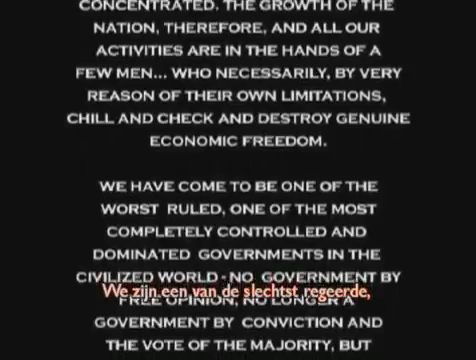 CONCENTRATED. THE GROWTH OF THE
NATION, THEREFORE, AND ALL OUR
ACTIVITIES ARE IN THE HANDS OF A
FEW MEN... WHO NECESSARILY, BY VERY
REASON OF THEIR OWN LIMITATIONS,
CHILL AND CHECK AND DESTROY GENUINE
ECONOMIC FREEDOM.
WE HAVE COME TO BE ONE OF THE
WORST RULED, ONE OF THE MOST
COMPLETELY CONTROLLED AND
DOMINATED GOVERNMENTS IN THE
CIVILIZED WORLD - NO GOVERNMENT BY
We zijn een van de slechtst regeerde,
FREE OPINION, NO LONGER A
GOVERNMENT BY CONVICTION AND
THE VOTE OF THE MAJORITY, BUT